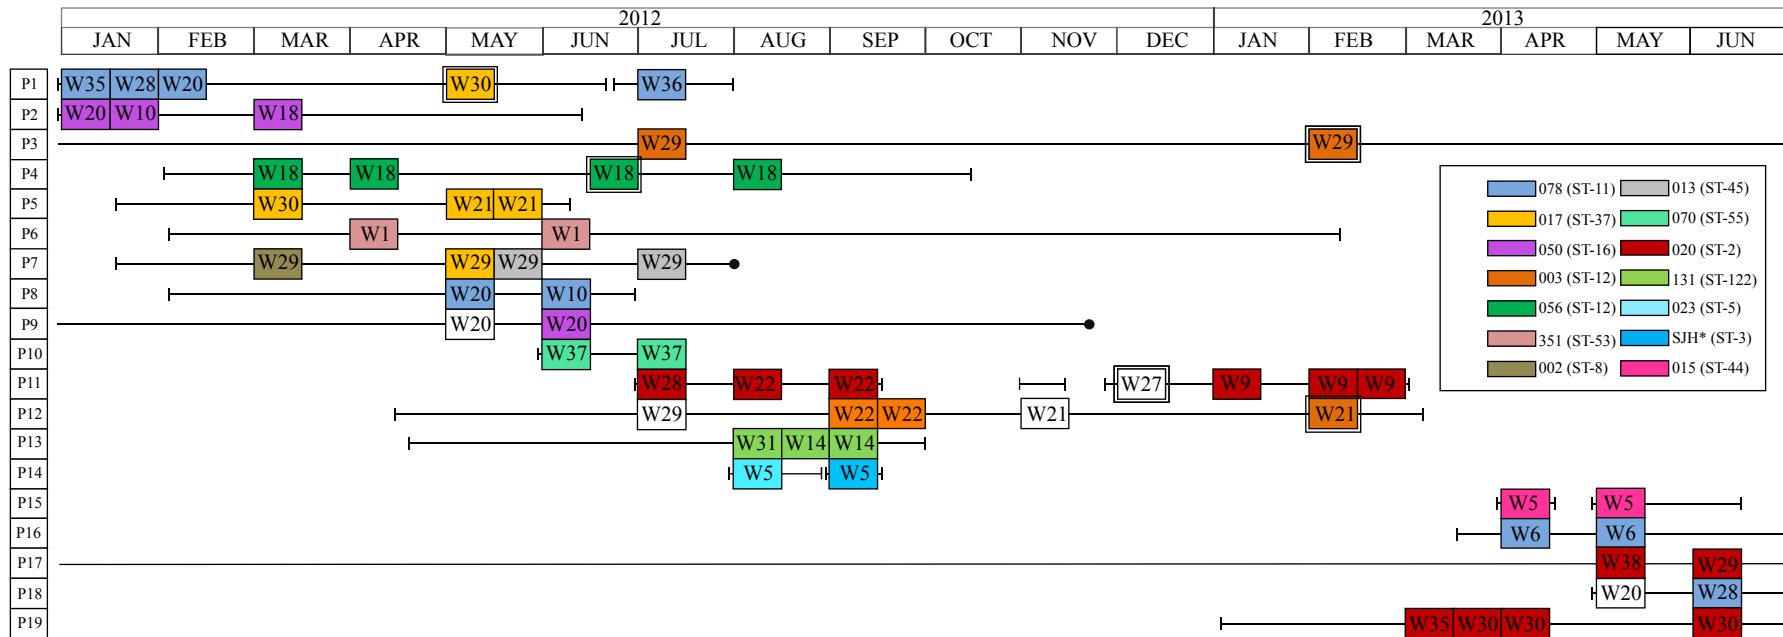 2012 2013
JAN FEB MAR APR MAY JUN JUL AUG SEP OCT NOV DEC JAN FEB MAR APR MAY JUN
P1 W35 W28 W20 W30 W36
P2 W20 W10 W18
P3 W29 W29
P4 W18 W18 W18 W18
P5 W30 W21 W21
P6 W1 W1
P7 W29 W29 W29 W29
P8 W20 W10
P9 W20 W20
P10 W37 W37
P11 W28 W22 W22 W27 W9 W9 W9
P12 W29 W22 W22 W21 W21
P13 W31 W14 W14
P14 W5 W5
P15 W5 W5
P16 W6 W6
P17 W38 W29
P18 W20 W28
P19 W35 W30 W30 W30
078 (ST-11) 013 (ST-45)
017 (ST-37) 070 (ST-55)
050 (ST-16) 020 (ST-2)
003 (ST-12) 131 (ST-122)
056 (ST-12) 023 (ST-5)
351 (ST-53) SJH* (ST-3)
002 (ST-8) 015 (ST-44)